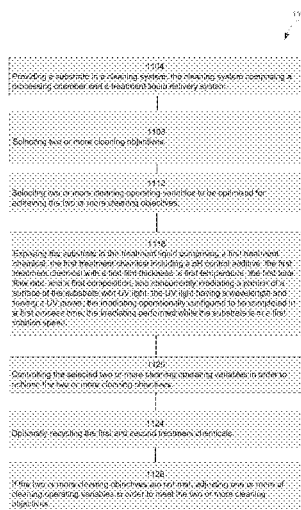 1104
Providing a substrate in a cleaning system, the cleaning system comprising a
processing chamber and a treatment liquid delivery system.
1108
Selecting two or more cleaning objectives
1112
Selecting two or more cleaning operating variables to be optimized for
achieving the two or more cleaning objectives.
1116
Exposing the substrate to the treatment liquid comprising a first treatment
chemical, the first treatment chemical including a pH control additive, the first
treatment chemical with a first film thickness, a first temperature, the first total
flow rate, and a first composition, and concurrently irradiating a portion of a
surface of the substrate with UV light, the UV light having a wavelength and
having a UV power, the irradiating operationally configured to be completed in
a first process time, the irradiating performed while the substrate is at a first
rotation speed.
1120
Controlling the selected two or more cleaning operating variables in order to
achieve the two or more cleaning objectives.
1124
Optionally recycling the first and second treatment chemicals.
1128
If the two or more cleaning objectives are not met, adjusting one or more of
cleaning operating variables in order to meet the two or more cleaning
objectives.